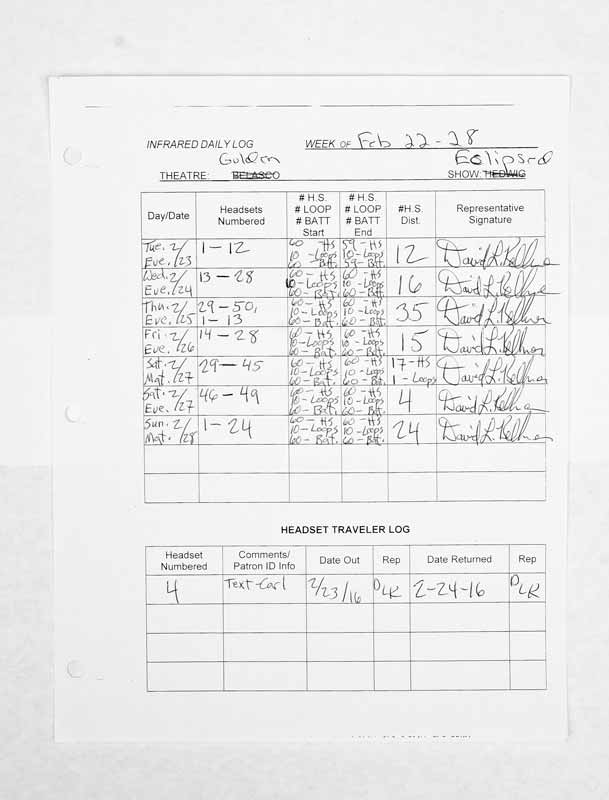 INFRARED DAILY LOG WEEK OF Feb 22-28
Golden Eclipsed
THEATRE: BELASCO SHOW: HEDWIG
Day/Date Headsets Numbered # H.S. # LOOP # BATT Start # H.S. # LOOP # BATT End #H.S. Dist. Representative Signature
Tue. 2/ Eve. /23 1-12 60-HS 10-Loops 60-Batt. 59-HS 10-Loops 59-Batt. 12 David L. Kellman
Wed. 2/ Eve. /24 13-28 60-HS 10-Loops 60-Batt. 60-HS 10-Loops 60-Batt. 16 David L. Kellman
Thu. 2/ Eve. /25 29-50, 1-13 60-HS 10-Loops 60-Batt. 60-HS 10-Loops 60-Batt. 35 David L. Kellman
Fri. 2/ Eve. /26 14-28 60-HS 10-Loops 60-Batt. 60-HS 10-Loops 60-Batt. 15 David L. Kellman
Sat. 2/ Mat. /27 29-45 60-HS 10-Loops 60-Bat. 60-HS 10-Loops 60-Bat. 17-HS 1-Loops David L. Kellman
Sat. 2/ Eve. /27 46-49 60-HS 10-Loops 60-Batt. 60-HS 10-Loops 60-Bat. 4 David L. Kellman
Sun. 2/ Mat. /28 1-24 60-HS 10-Loops 60-Bat. 60-HS 10-Loops 60-Bat. 24 David L. Kellman
HEADSET TRAVELER LOG
Headset Numbered Comments/ Patron ID Info Date Out Rep Date Returned Rep
4 Text-Carl 2/23/16 DLK 2-24-16 DLK